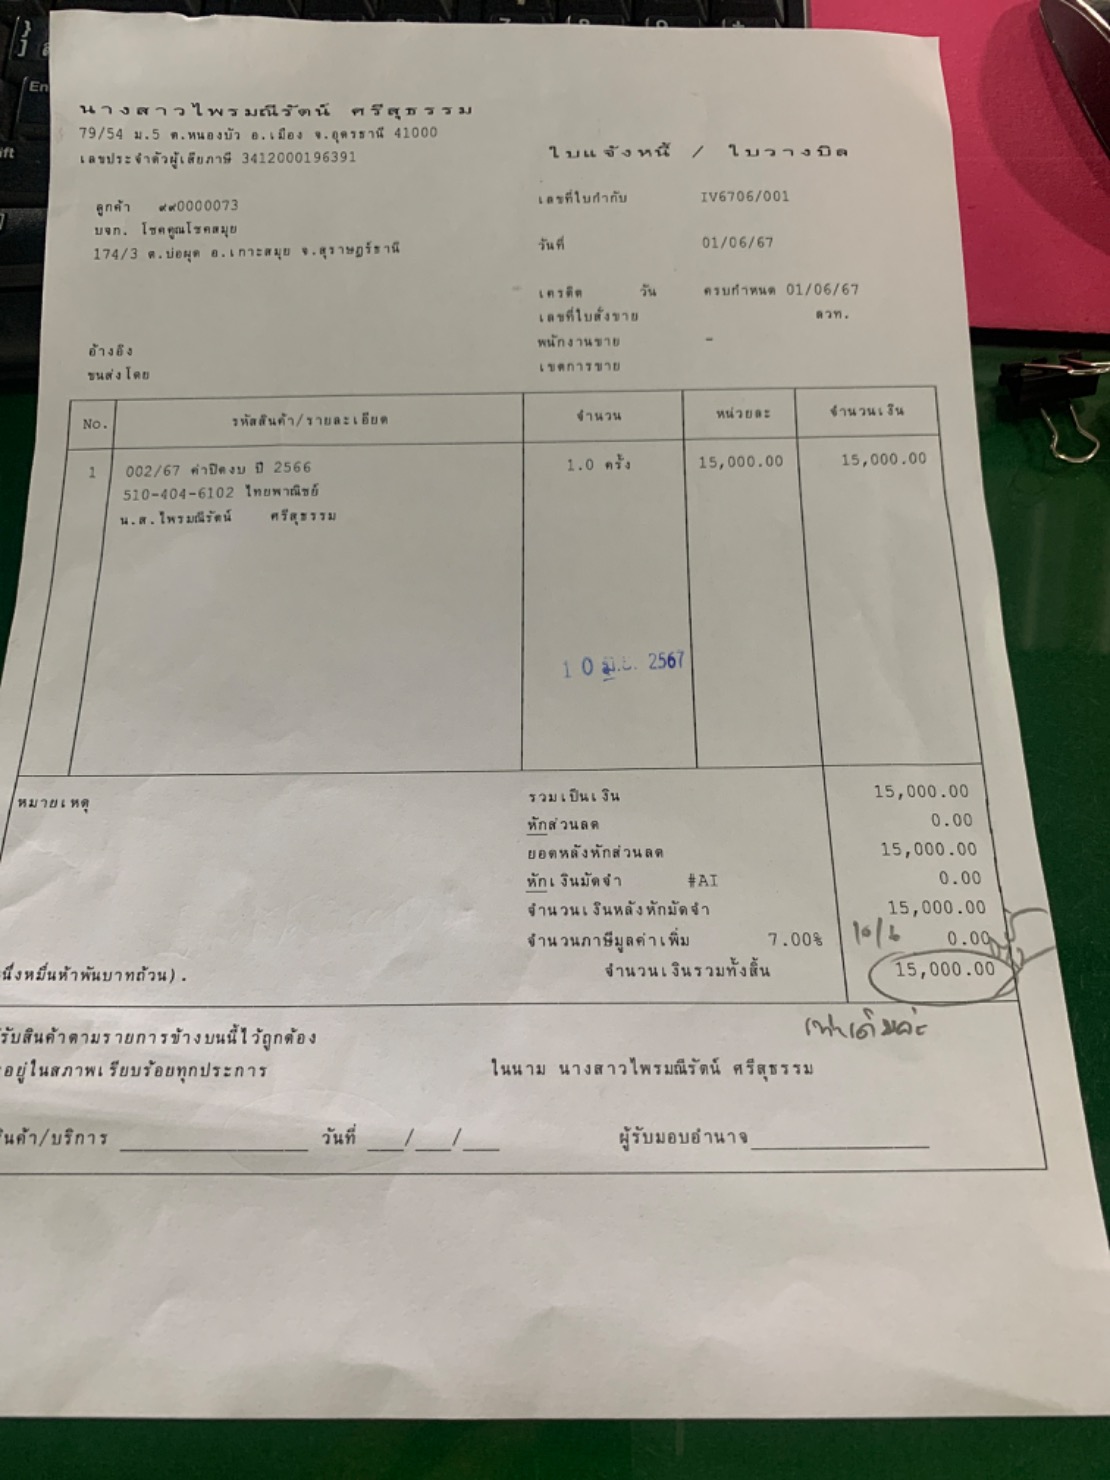 นางสาวไพรมณีรัตน์ ศรีสุธรรม
79/54 ม.5 ต.หนองบัว อ.เมือง จ.อุดรธานี 41000
เลขประจำตัวผู้เสียภาษี 3412000196391
ใบแจ้งหนี้ / ใบวางบิล
ลูกค้า ๙๙0000073
บจก. โชคคูณโชคสมุย
174/3 ต.บ่อผุด อ.เกาะสมุย จ.สุราษฎร์ธานี
เลขที่ใบกำกับ IV6706/001
วันที่ 01/06/67
เครดิต วัน ครบกำหนด 01/06/67
เลขที่ใบสั่งขาย ลวท.
พนักงานขาย -
เขตการขาย
อ้างอิง
ขนส่งโดย
No. รหัสสินค้า/รายละเอียด จำนวน หน่วยละ จำนวนเงิน
1 002/67 ค่าปิดงบ ปี 2566 1.0 ครั้ง 15,000.00 15,000.00
510-404-6102 ไทยพาณิชย์
น.ส.ไพรมณีรัตน์ ศรีสุธรรม
10 มิ.ย. 2567
หมายเหตุ
รวมเป็นเงิน 15,000.00
หักส่วนลด 0.00
ยอดหลังหักส่วนลด 15,000.00
หักเงินมัดจำ #AI 0.00
จำนวนเงินหลังหักมัดจำ 15,000.00
จำนวนภาษีมูลค่าเพิ่ม 7.00% 0.00
นึ่งหมื่นห้าพันบาทถ้วน). จำนวนเงินรวมทั้งสิ้น 15,000.00
เท่าเดิมค่ะ
รับสินค้าตามรายการข้างบนนี้ไว้ถูกต้อง
อยู่ในสภาพเรียบร้อยทุกประการ ในนาม นางสาวไพรมณีรัตน์ ศรีสุธรรม
ินค้า/บริการ วันที่ __/__/__ ผู้รับมอบอำนาจ